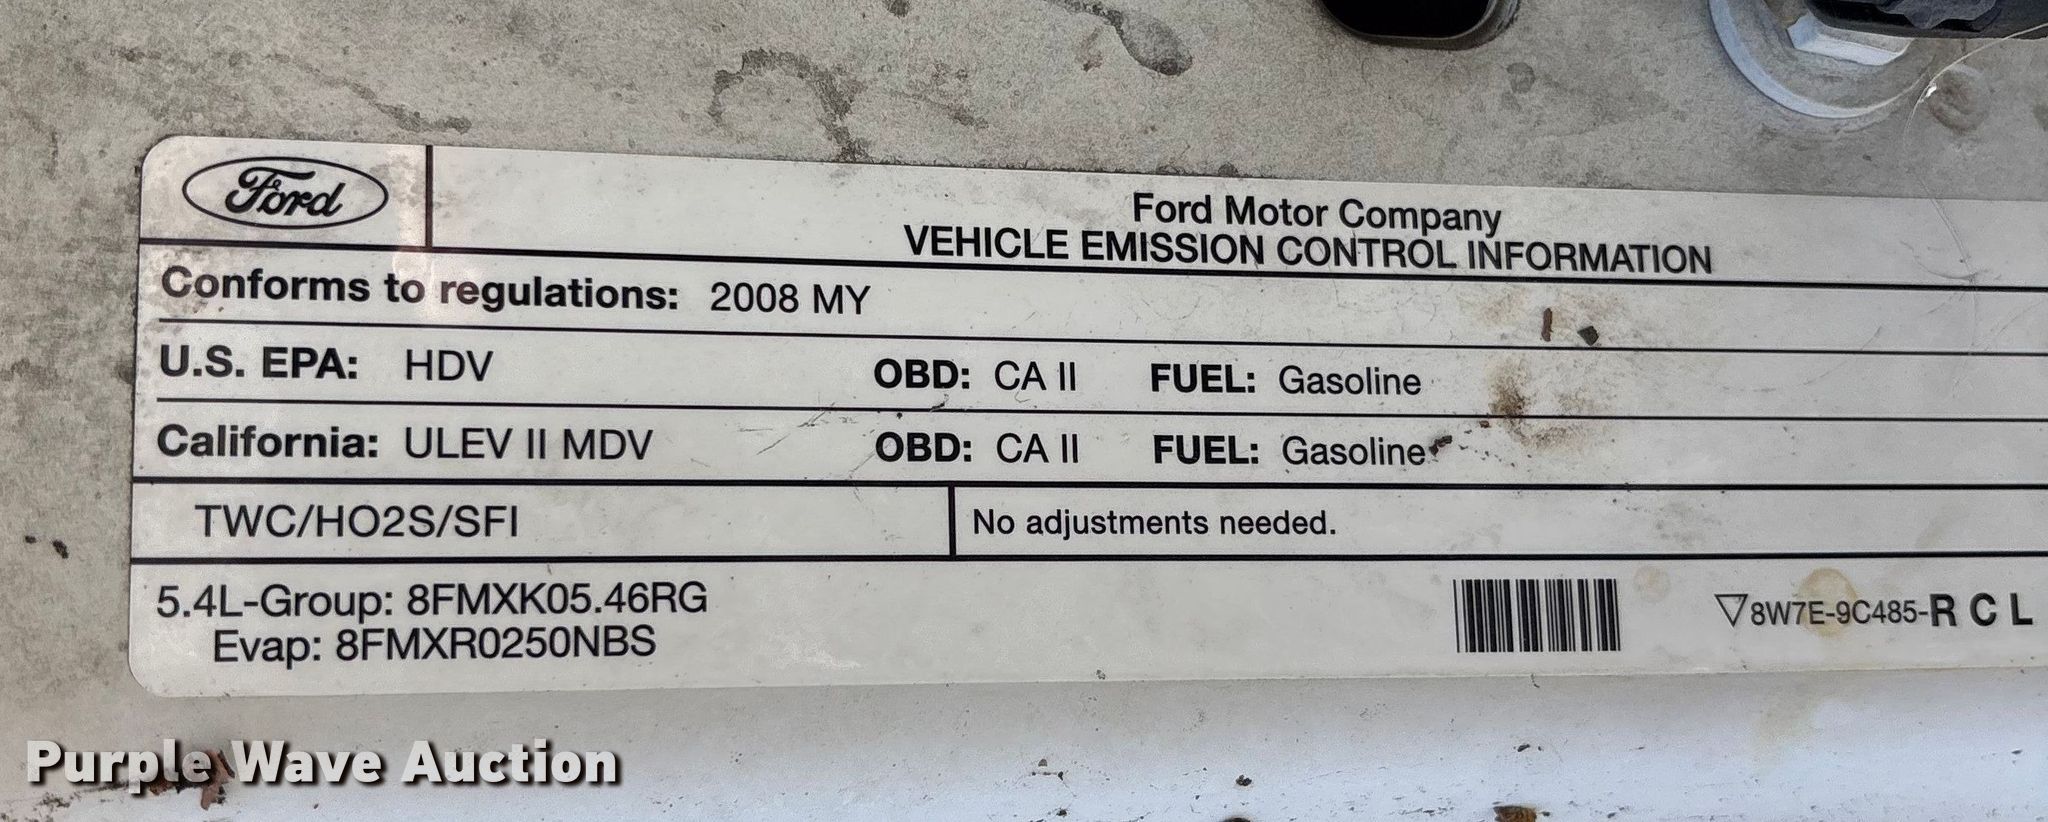 Ford
Ford Motor Company
VEHICLE EMISSION CONTROL INFORMATION
Conforms to regulations: 2008 MY
U.S. EPA: HDV OBD: CA II FUEL: Gasoline
California: ULEV II MDV OBD: CA II FUEL: Gasoline
TWC/HO2S/SFI No adjustments needed.
5.4L-Group: 8FMXK05.46RG
Evap: 8FMXR0250NBS
▽8W7E-9C485-R C L
Purple Wave Auction